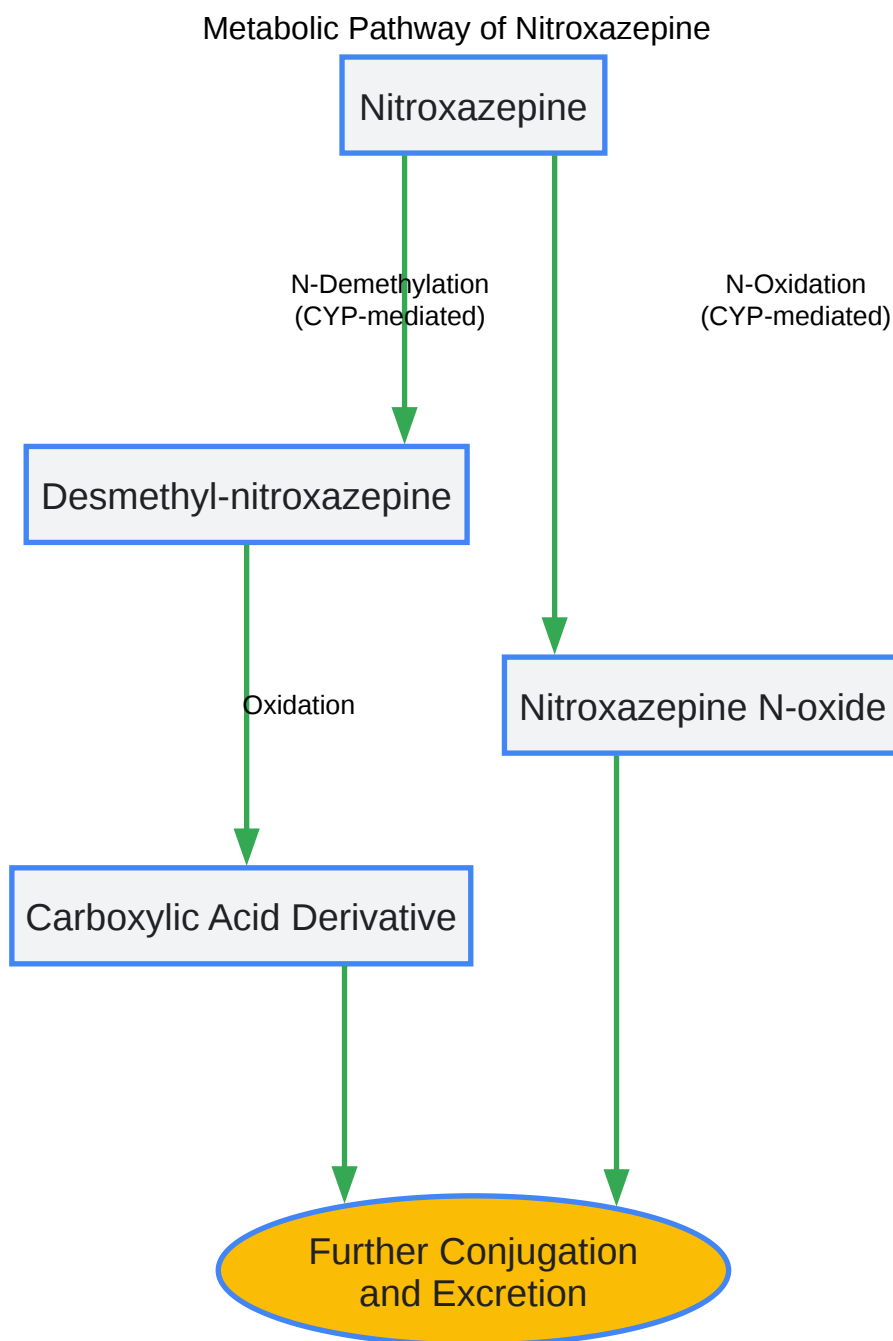 Metabolic Pathway of Nitroxazepine
Nitroxazepine
N-Demethylation
(CYP-mediated)
N-Oxidation
(CYP-mediated)
Desmethyl-nitroxazepine
Oxidation
Nitroxazepine N-oxide
Carboxylic Acid Derivative
Further Conjugation
and Excretion